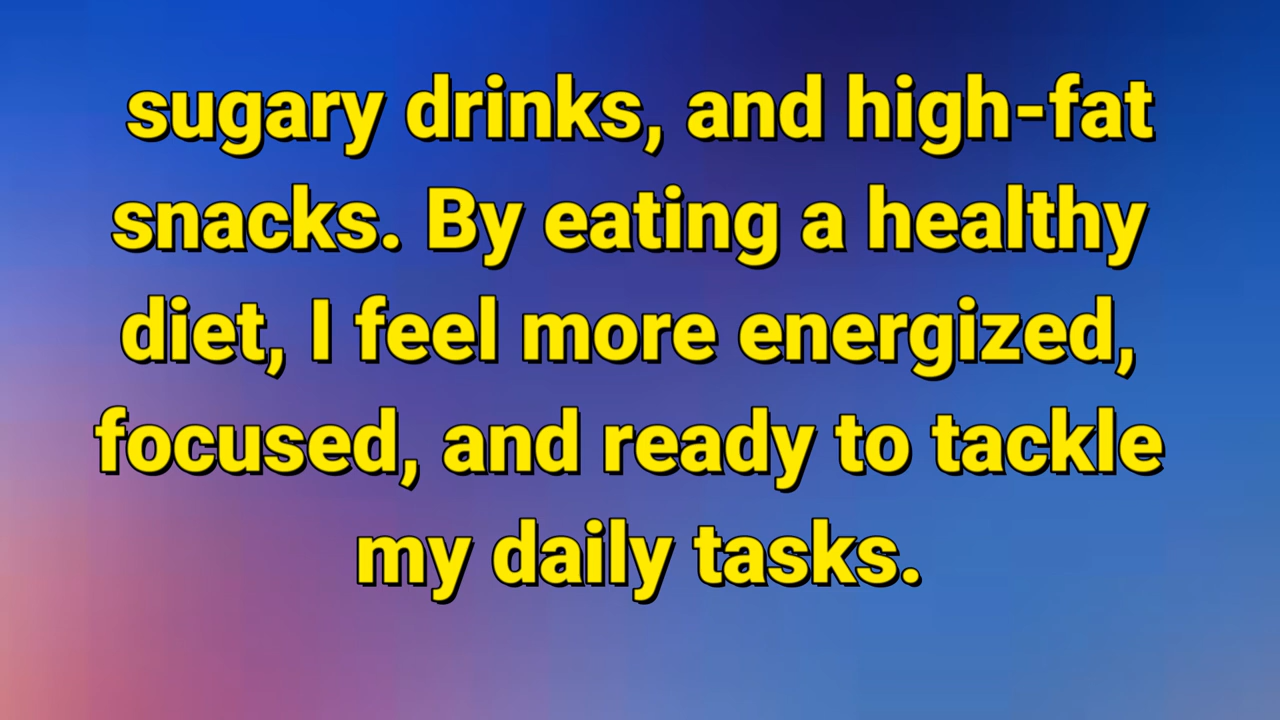 sugary drinks, and high-fat
snacks. By eating a healthy
diet, I feel more energized,
focused, and ready to tackle
my daily tasks.